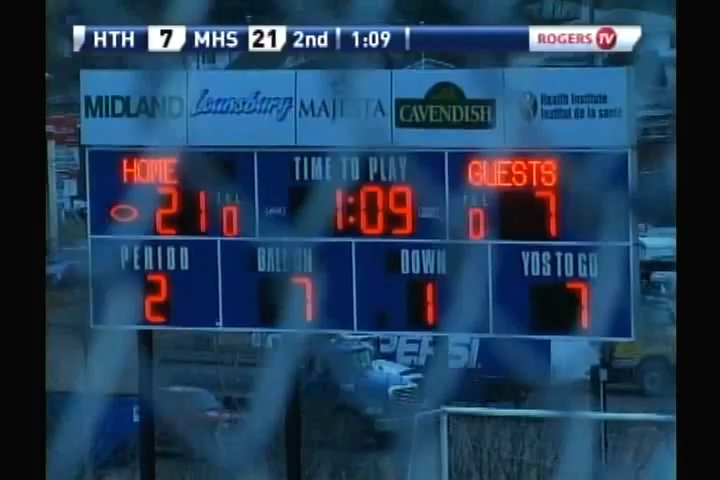 HTH 7 MHS 21 2nd 1:09 ROGERS TV
MIDLAND Lounsbury MAJESTA CAVENDISH Health Institute
Institut de la santé
HOME TIME TO PLAY GUESTS
21 T.O.L 0 1:09 T.O.L 0 7
PERIOD BALL ON DOWN YDS TO GO
2 7 1 7
PEPSI